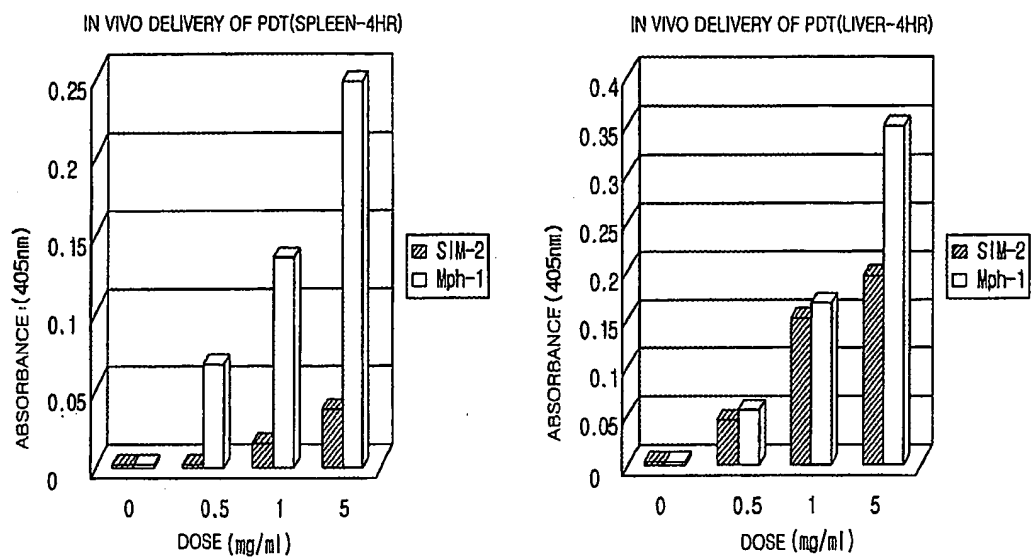 IN VIVO DELIVERY OF PDT(SPLEEN-4HR)
0.25
0.2
0.15
0.1
0.05
0
ABSORBANCE:(405nm)
0 0.5 1 5
DOSE (mg/ml)
SIM-2
Mph-1
IN VIVO DELIVERY OF PDT(LIVER-4HR)
0.4
0.35
0.3
0.25
0.2
0.15
0.1
0.05
0
ABSORBANCE (405nm)
0 0.5 1 5
DOSE (mg/ml)
SIM-2
Mph-1